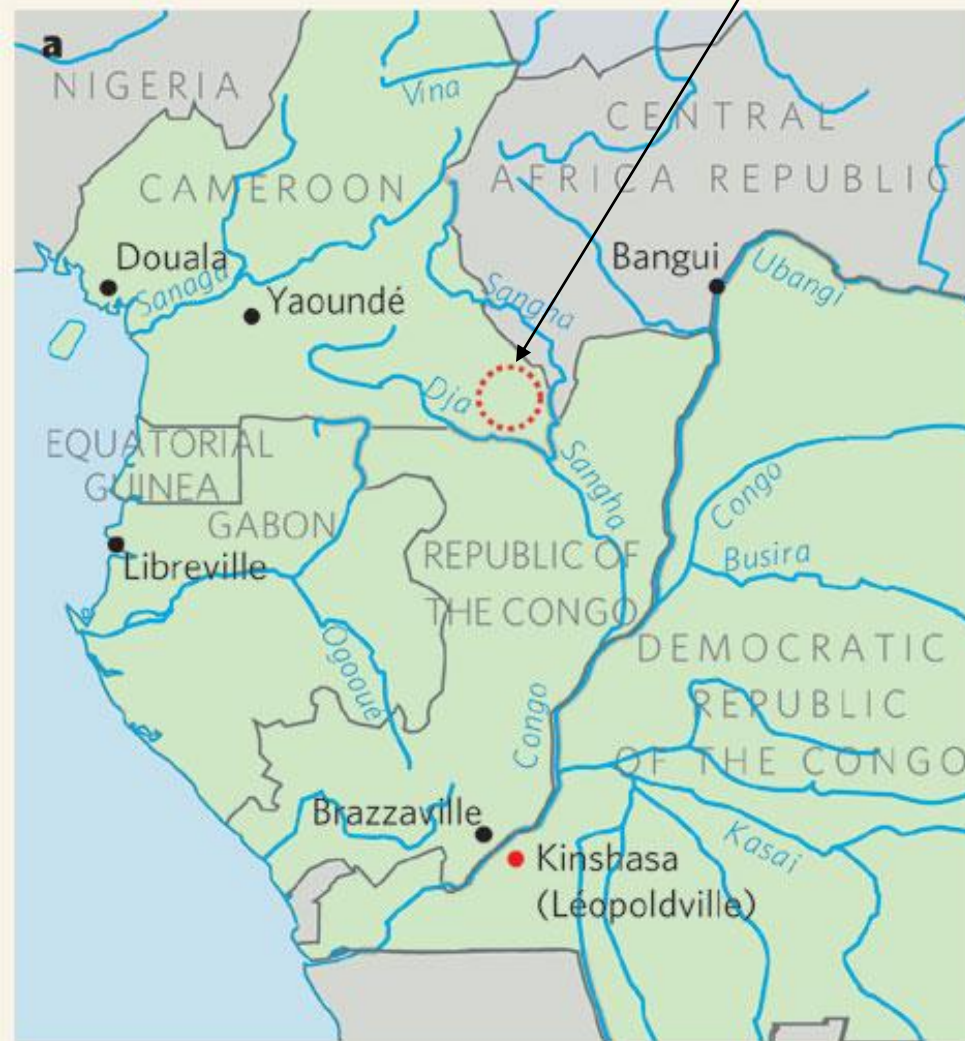 a
NIGERIA
Vina
CENTRAL
AFRICA REPUBLIC
CAMEROON
Douala
Sanaga
Yaoundé
Bangui
Ubangi
Sangha
Dja
EQUATORIAL
GUINEA
GABON
Sangha
Congo
Busira
Libreville
REPUBLIC OF
THE CONGO
Ogooué
DEMOCRATIC
REPUBLIC
OF THE CONGO
Congo
Brazzaville
Kinshasa
(Léopoldville)
Kasai